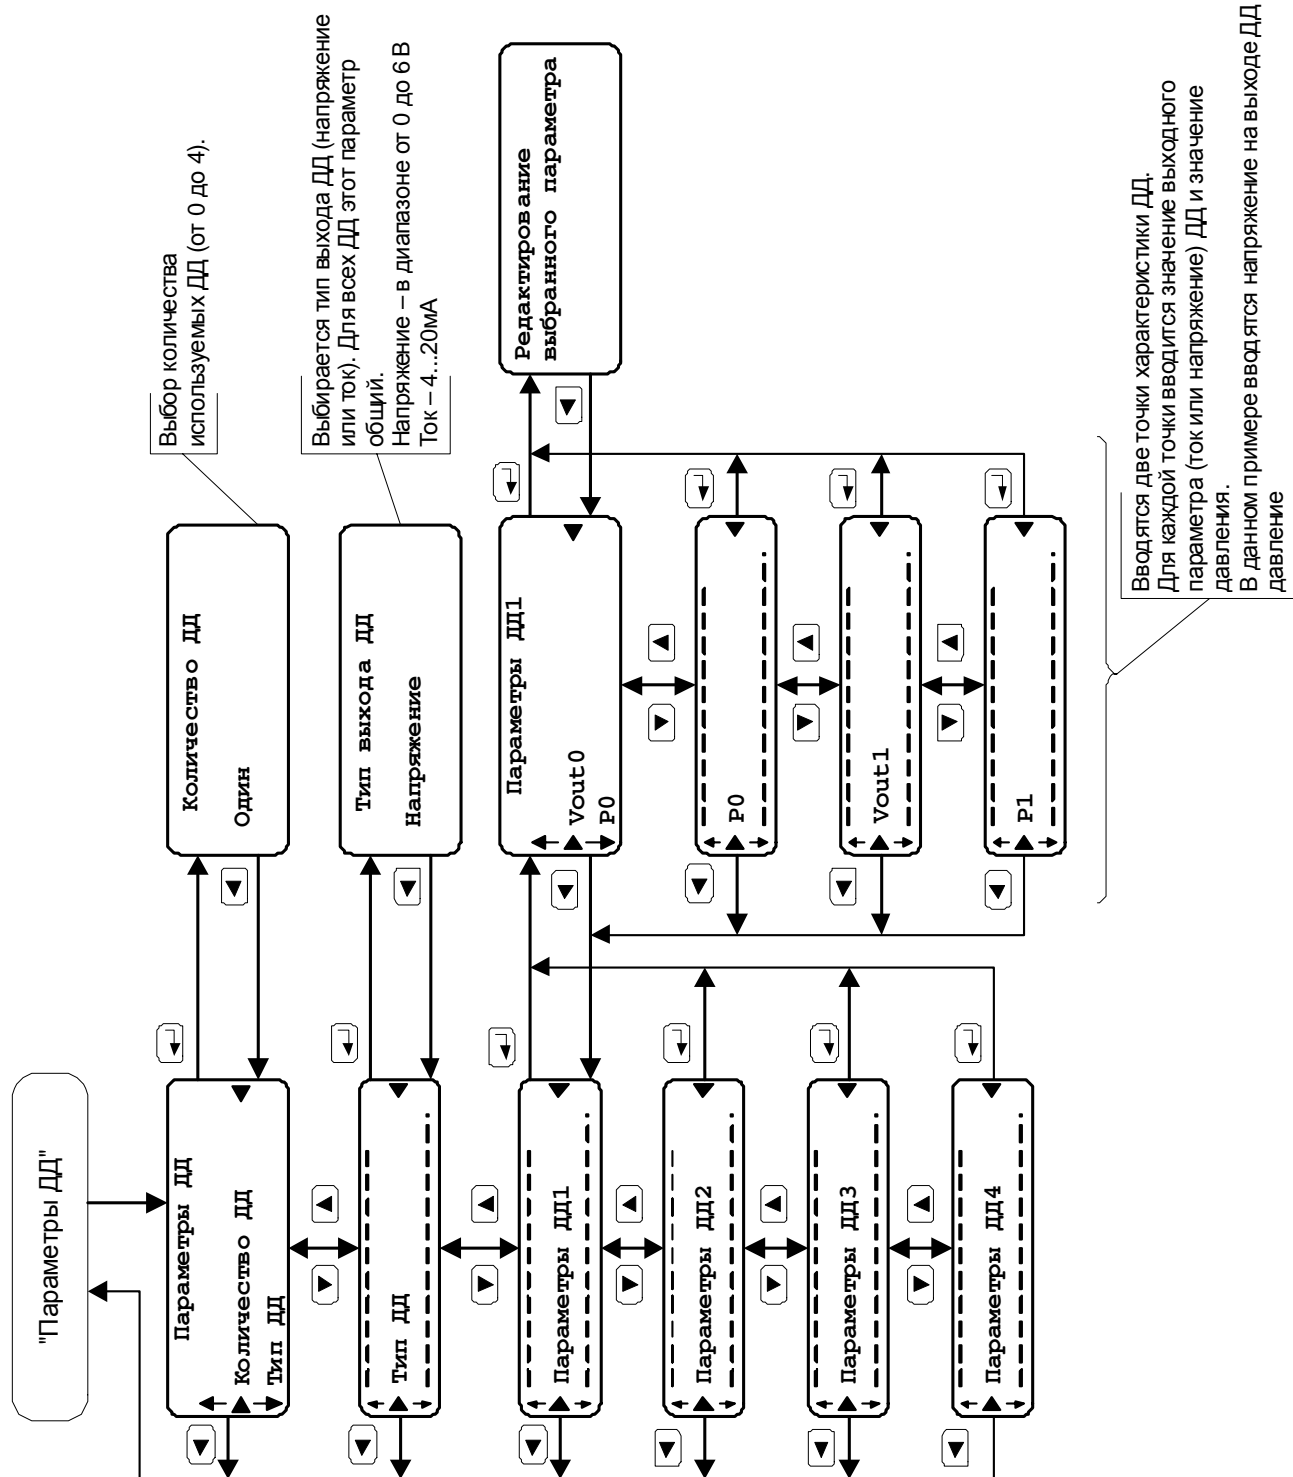 "Параметры ДД"
Параметры ДД
Количество ДД
Тип ДД
Тип ДД
Параметры ДД1
Параметры ДД2
Параметры ДД3
Параметры ДД4
Количество ДД
Один
Тип выхода ДД
Напряжение
Параметры ДД1
Vout0
P0
P0
Vout1
P1
Редактирование
выбранного параметра
Выбор количества
используемых ДД (от 0 до 4).
Выбирается тип выхода ДД (напряжение
или ток). Для всех ДД этот параметр
общий.
Напряжение – в диапазоне от 0 до 6 В
Ток – 4...20мА
Вводятся две точки характеристики ДД.
Для каждой точки вводится значение выходного
параметра (ток или напряжение) ДД и значение
давления.
В данном примере вводятся напряжение на выходе ДД
давление